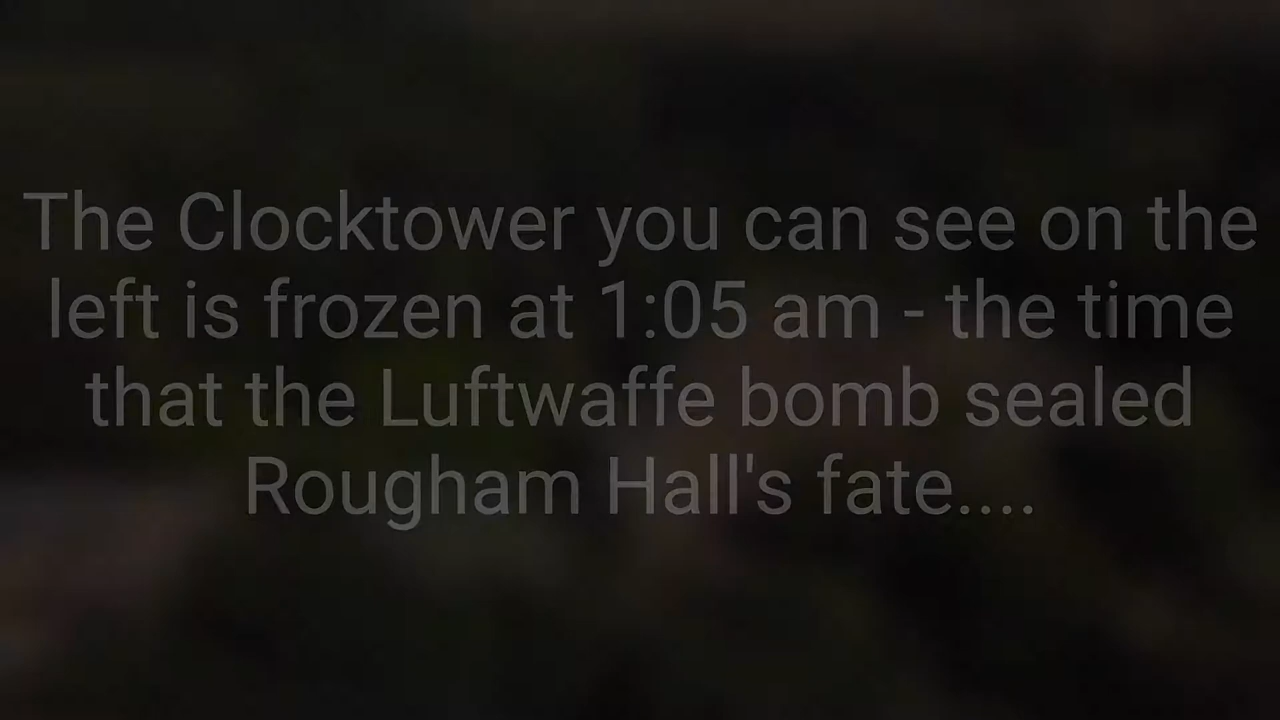 The Clocktower you can see on the
left is frozen at 1:05 am - the time
that the Luftwaffe bomb sealed
Rougham Hall's fate....